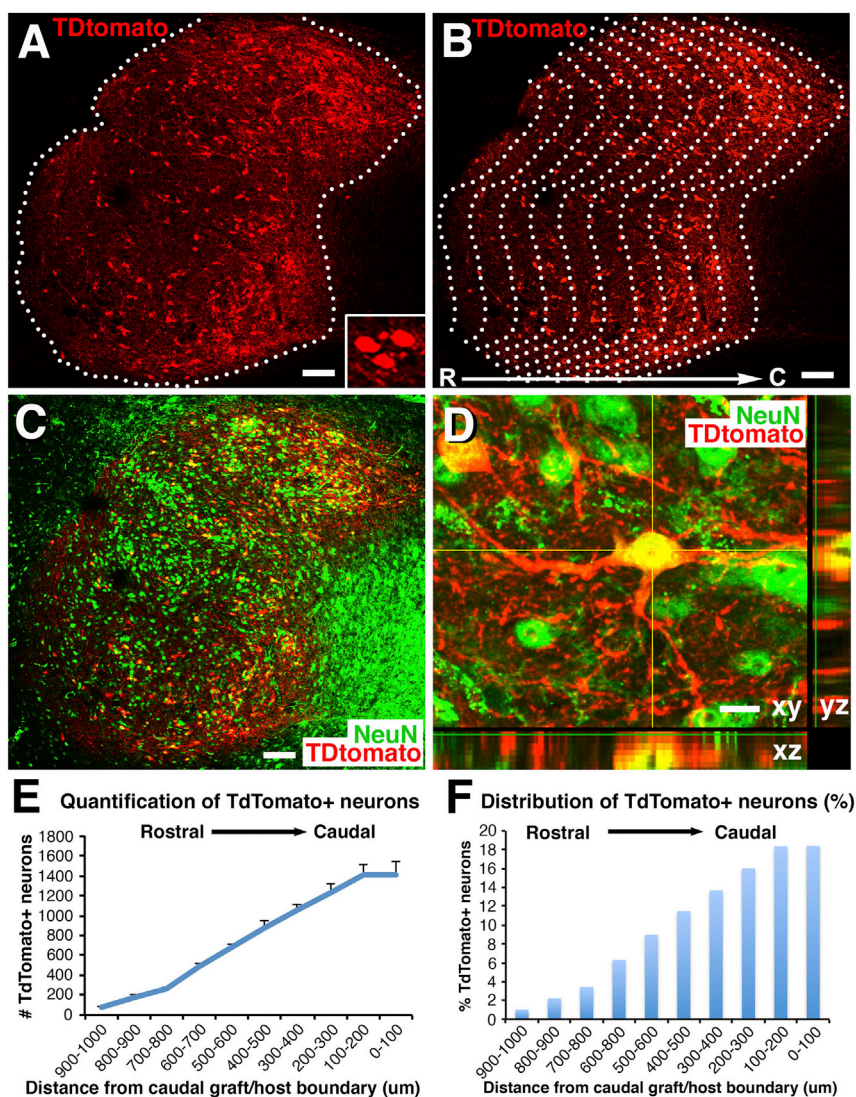 A TDtomato
B TDtomato
R C
C
NeuN
TDtomato
D NeuN
TDtomato
xy yz
xz
E Quantification of TdTomato+ neurons
Rostral Caudal
# TdTomato+ neurons
1800
1600
1400
1200
1000
800
600
400
200
0
900-1000
800-900
700-800
600-700
500-600
400-500
300-400
200-300
100-200
0-100
Distance from caudal graft/host boundary (um)
F Distribution of TdTomato+ neurons (%)
Rostral Caudal
% TdTomato+ neurons
20
18
16
14
12
10
8
6
4
2
0
900-1000
800-900
700-800
600-800
500-600
400-500
300-400
200-300
100-200
0-100
Distance from caudal graft/host boundary (um)